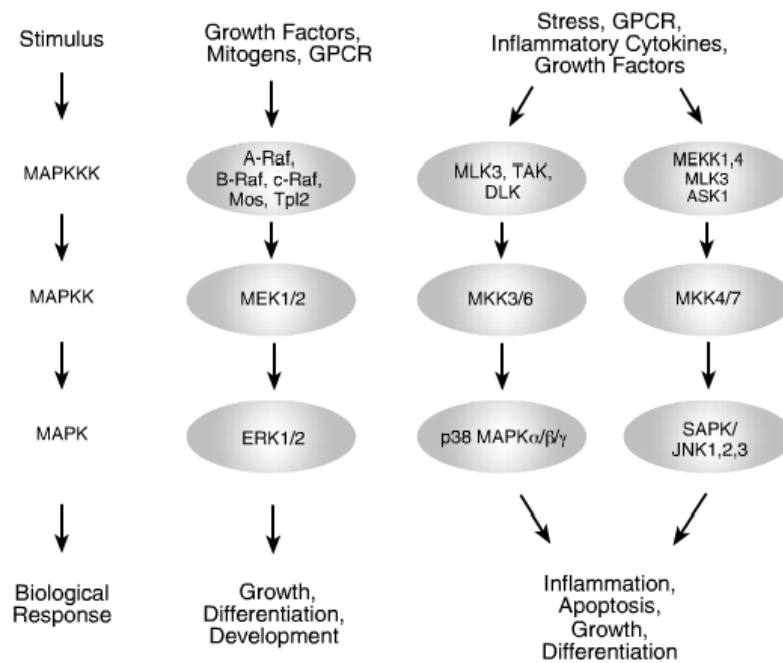 Stimulus
Growth Factors,
Mitogens, GPCR
Stress, GPCR,
Inflammatory Cytokines,
Growth Factors
MAPKKK
A-Raf,
B-Raf, c-Raf,
Mos, Tpl2
MLK3, TAK,
DLK
MEKK1,4
MLK3
ASK1
MAPKK
MEK1/2
MKK3/6
MKK4/7
MAPK
ERK1/2
p38 MAPKα/β/γ
SAPK/
JNK1,2,3
Biological
Response
Growth,
Differentiation,
Development
Inflammation,
Apoptosis,
Growth,
Differentiation